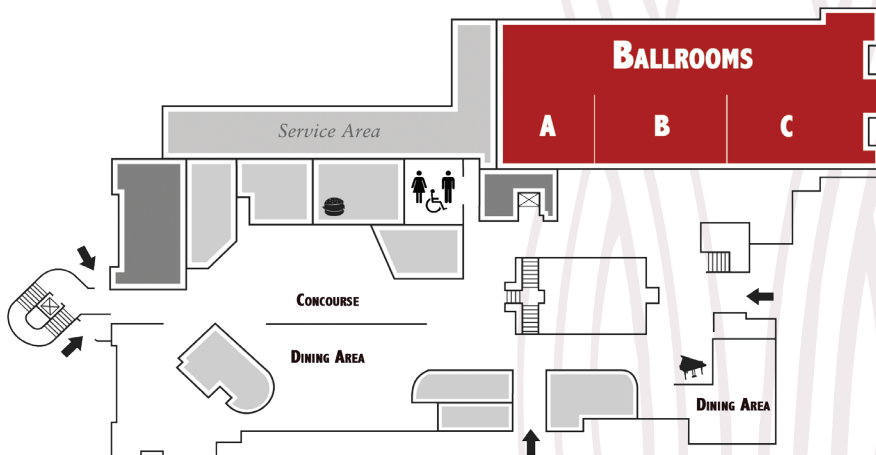 BALLROOMS
A B C
Service Area
CONCOURSE
DINING AREA
DINING AREA